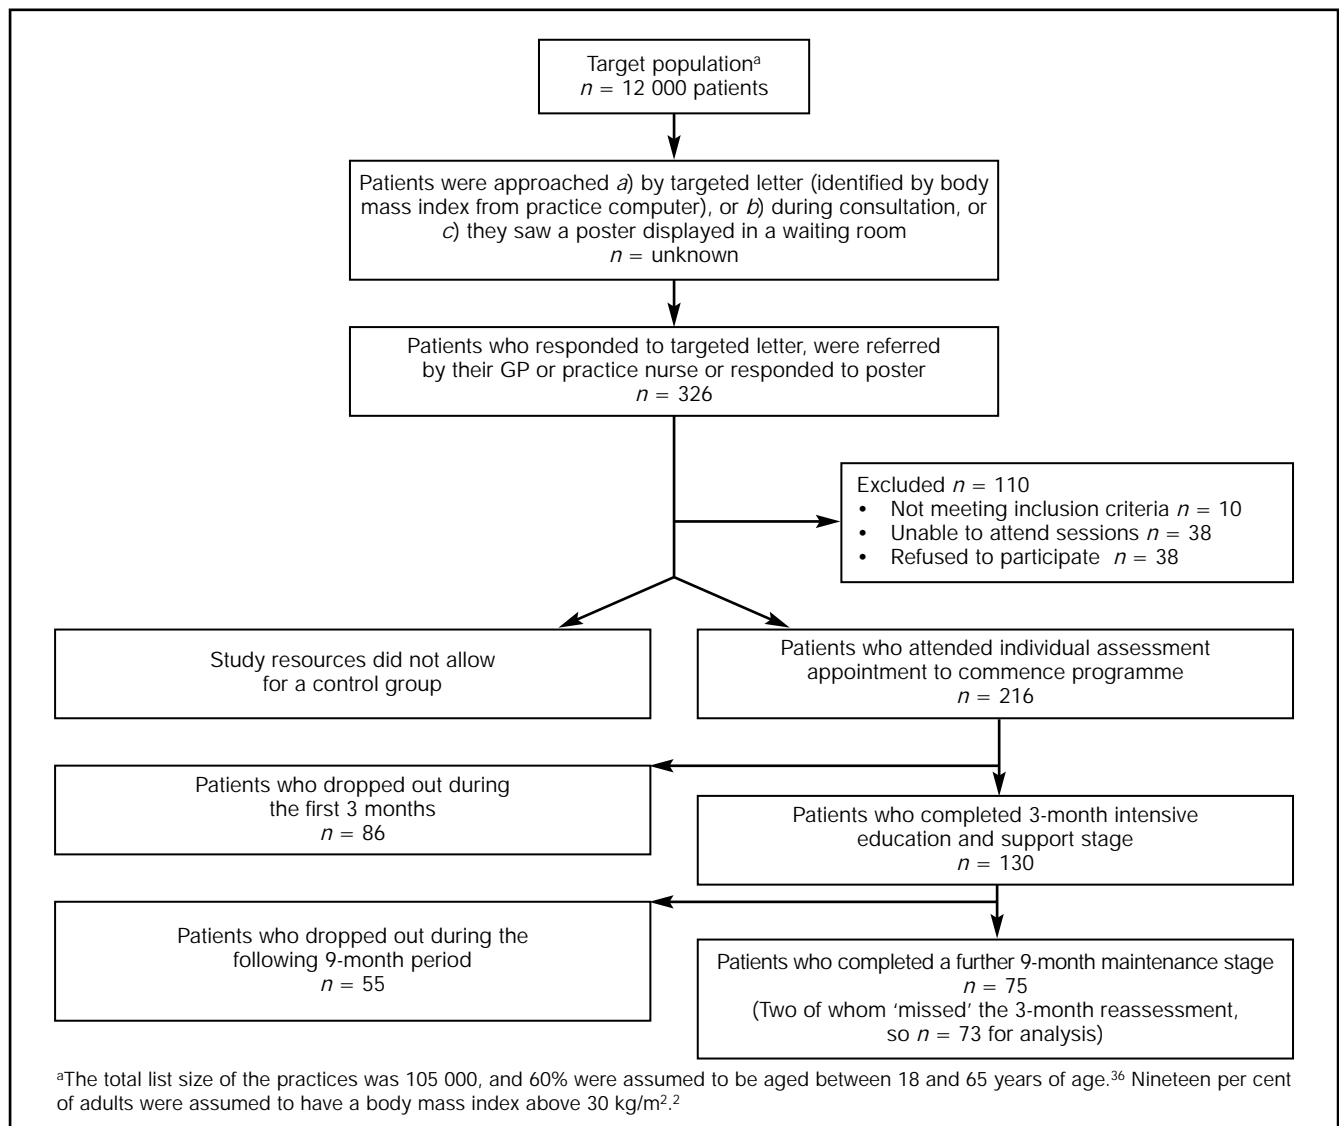 Target populationᵃ
n = 12 000 patients
Patients were approached a) by targeted letter (identified by body
mass index from practice computer), or b) during consultation, or
c) they saw a poster displayed in a waiting room
n = unknown
Patients who responded to targeted letter, were referred
by their GP or practice nurse or responded to poster
n = 326
Excluded n = 110
• Not meeting inclusion criteria n = 10
• Unable to attend sessions n = 38
• Refused to participate n = 38
Study resources did not allow
for a control group
Patients who attended individual assessment
appointment to commence programme
n = 216
Patients who dropped out during
the first 3 months
n = 86
Patients who completed 3-month intensive
education and support stage
n = 130
Patients who dropped out during the
following 9-month period
n = 55
Patients who completed a further 9-month maintenance stage
n = 75
(Two of whom ‘missed’ the 3-month reassessment,
so n = 73 for analysis)
ᵃThe total list size of the practices was 105 000, and 60% were assumed to be aged between 18 and 65 years of age.³⁶ Nineteen per cent
of adults were assumed to have a body mass index above 30 kg/m².²